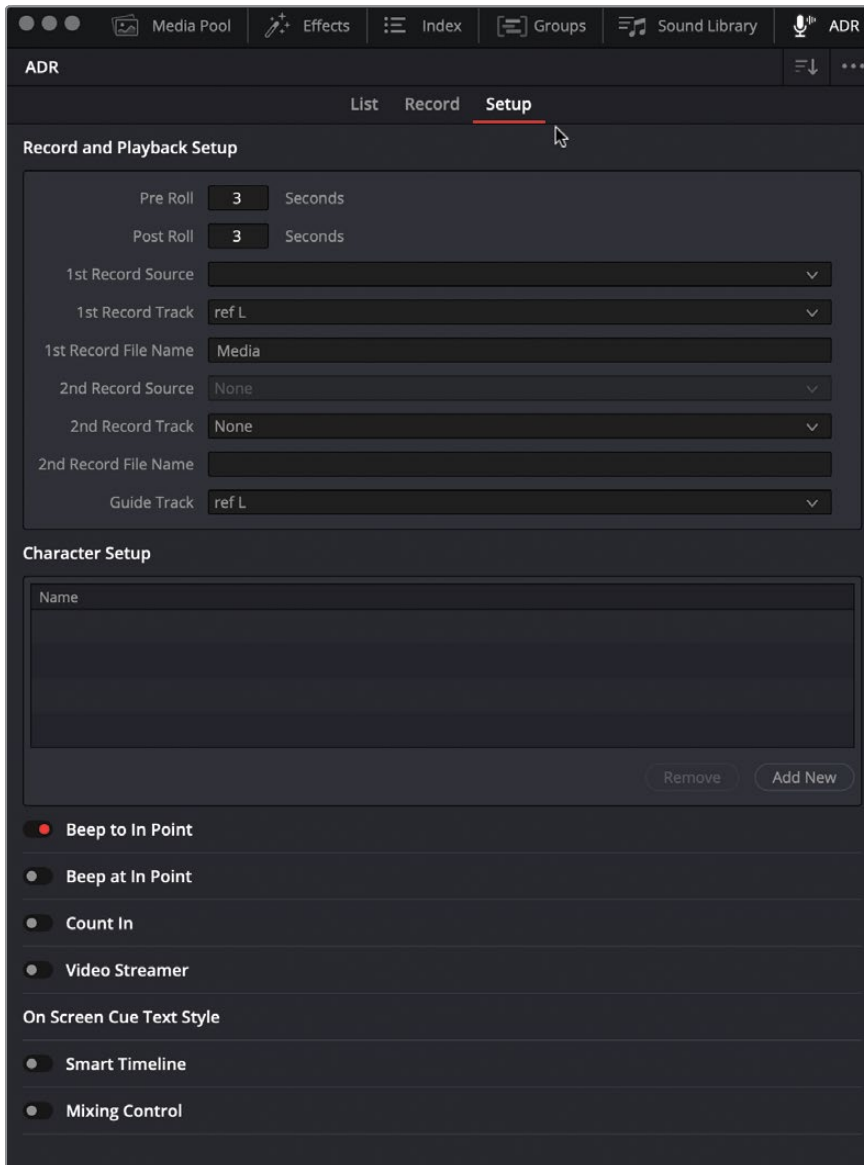 Media Pool Effects Index Groups Sound Library ADR
ADR
List Record Setup
Record and Playback Setup
Pre Roll 3 Seconds
Post Roll 3 Seconds
1st Record Source
1st Record Track ref L
1st Record File Name Media
2nd Record Source None
2nd Record Track None
2nd Record File Name
Guide Track ref L
Character Setup
Name
Remove Add New
Beep to In Point
Beep at In Point
Count In
Video Streamer
On Screen Cue Text Style
Smart Timeline
Mixing Control